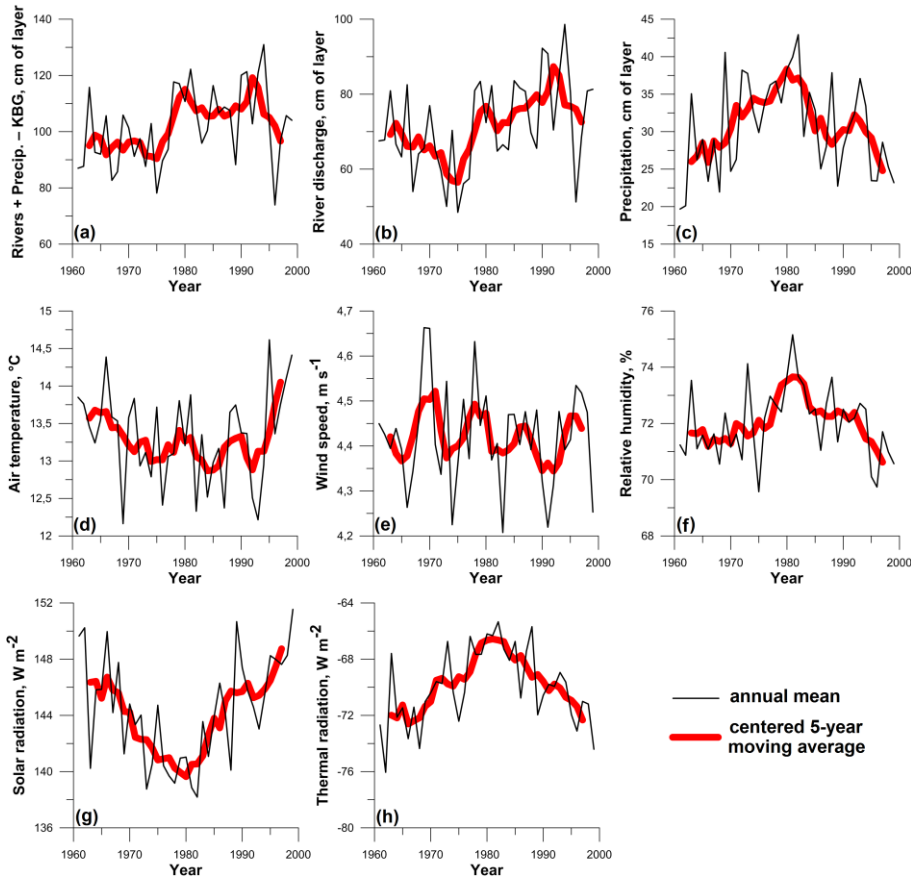 Rivers + Precip. – KBG, cm of layer
140
120
100
80
60
(a)
1960 1970 1980 1990 2000
Year
River discharge, cm of layer
100
80
60
40
(b)
1960 1970 1980 1990 2000
Year
Precipitation, cm of layer
45
40
35
30
25
20
15
(c)
1960 1970 1980 1990 2000
Year
Air temperature, °C
15
14,5
14
13,5
13
12,5
12
(d)
1960 1970 1980 1990 2000
Year
Wind speed, m s-1
4,7
4,6
4,5
4,4
4,3
4,2
(e)
1960 1970 1980 1990 2000
Year
Relative humidity, %
76
74
72
70
68
(f)
1960 1970 1980 1990 2000
Year
Solar radiation, W m-2
152
148
144
140
136
(g)
1960 1970 1980 1990 2000
Year
Thermal radiation, W m-2
-64
-68
-72
-76
-80
(h)
1960 1970 1980 1990 2000
Year
annual mean
centered 5-year
moving average